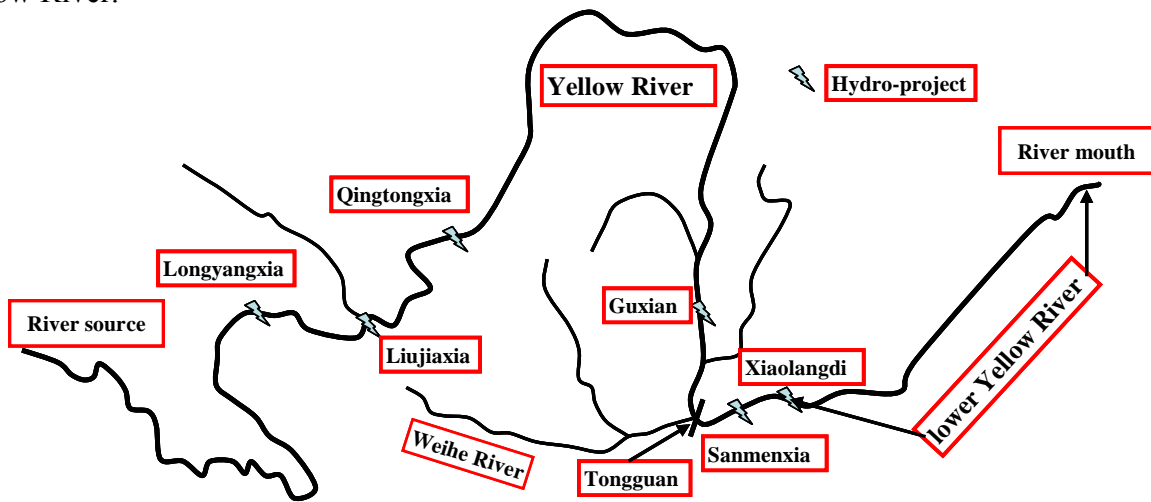 ow River.
Yellow River
Hydro-project
River mouth
Qingtongxia
Longyangxia
River source
Guxian
Liujiaxia
Xiaolangdi
lower Yellow River
Weihe River
Sanmenxia
Tongguan